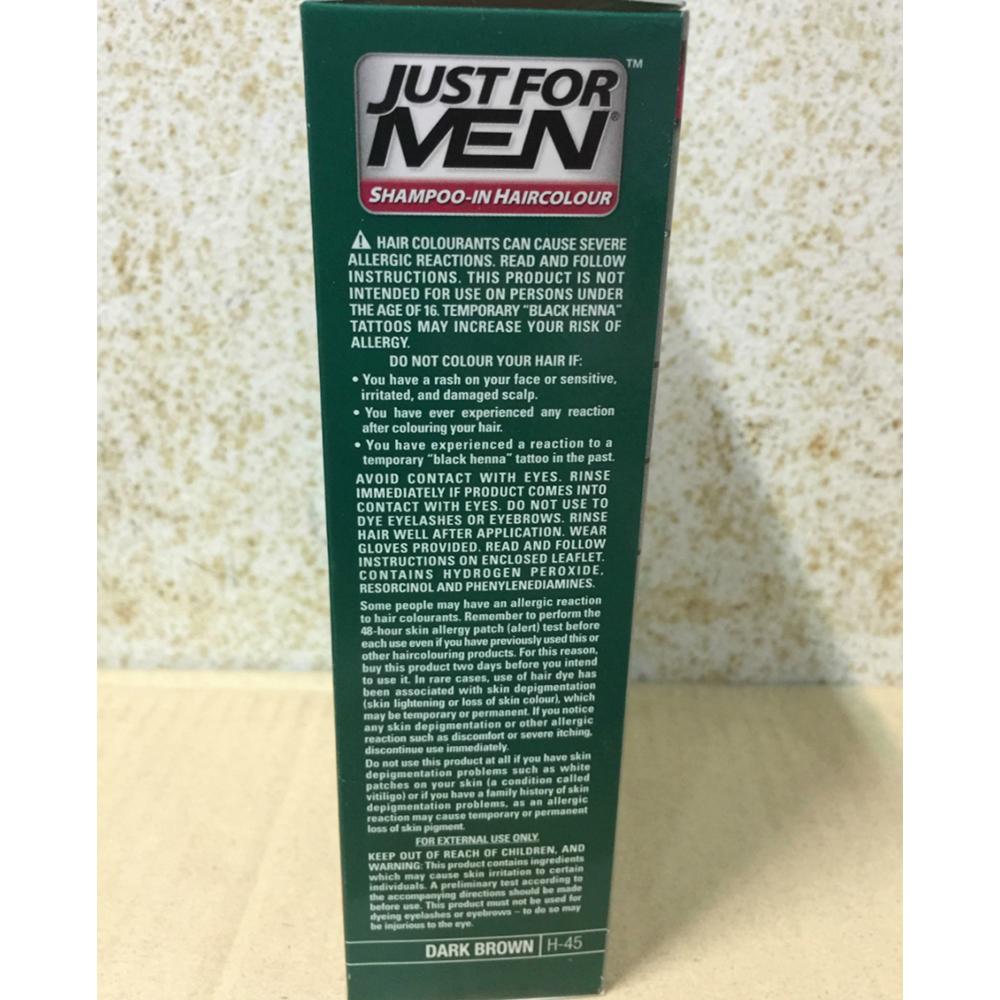 JUST FOR
MEN®
™
SHAMPOO-IN HAIRCOLOUR
HAIR COLOURANTS CAN CAUSE SEVERE
ALLERGIC REACTIONS. READ AND FOLLOW
INSTRUCTIONS. THIS PRODUCT IS NOT
INTENDED FOR USE ON PERSONS UNDER
THE AGE OF 16. TEMPORARY "BLACK HENNA"
TATTOOS MAY INCREASE YOUR RISK OF
ALLERGY.
DO NOT COLOUR YOUR HAIR IF:
• You have a rash on your face or sensitive,
irritated, and damaged scalp.
• You have ever experienced any reaction
after colouring your hair.
• You have experienced a reaction to a
temporary "black henna" tattoo in the past.
AVOID CONTACT WITH EYES. RINSE
IMMEDIATELY IF PRODUCT COMES INTO
CONTACT WITH EYES. DO NOT USE TO
DYE EYELASHES OR EYEBROWS. RINSE
HAIR WELL AFTER APPLICATION. WEAR
GLOVES PROVIDED. READ AND FOLLOW
INSTRUCTIONS ON ENCLOSED LEAFLET.
CONTAINS HYDROGEN PEROXIDE,
RESORCINOL AND PHENYLENEDIAMINES.
Some people may have an allergic reaction
to hair colourants. Remember to perform the
48-hour skin allergy patch (alert) test before
each use even if you have previously used this or
other haircolouring products. For this reason,
buy this product two days before you intend
to use it. In rare cases, use of hair dye has
been associated with skin depigmentation
(skin lightening or loss of skin colour), which
may be temporary or permanent. If you notice
any skin depigmentation or other allergic
reaction such as discomfort or severe itching,
discontinue use immediately.
Do not use this product at all if you have skin
depigmentation problems such as white
patches on your skin (a condition called
vitiligo) or if you have a family history of skin
depigmentation problems, as an allergic
reaction may cause temporary or permanent
loss of skin pigment.
FOR EXTERNAL USE ONLY.
KEEP OUT OF REACH OF CHILDREN, AND
WARNING: This product contains ingredients
which may cause skin irritation to certain
individuals. A preliminary test according to
the accompanying directions should be made
before use. This product must not be used for
dyeing eyelashes or eyebrows – to do so may
be injurious to the eye.
DARK BROWN H-45